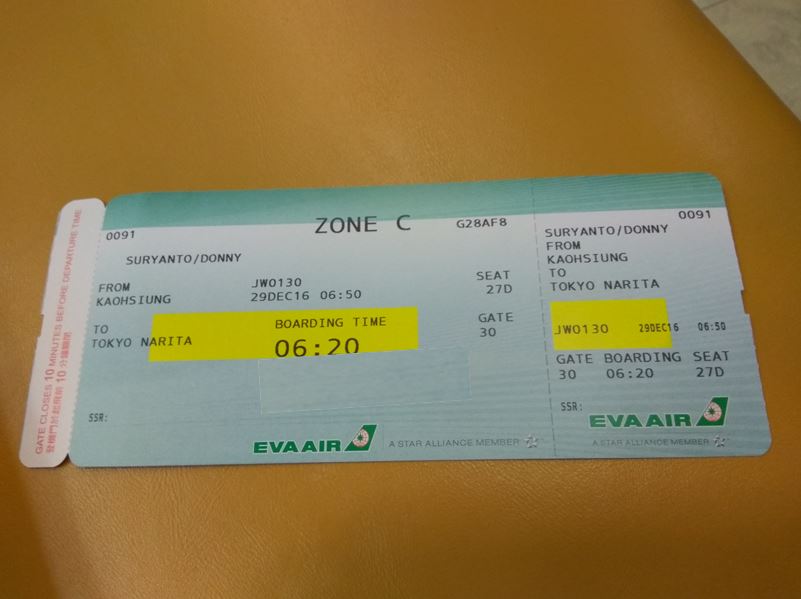 GATE CLOSES 10 MINUTES BEFORE DEPARTURE TIME
登機門於起飛前 10 分鐘關閉
0091
ZONE C
G28AF8
SURYANTO/DONNY
FROM
KAOHSIUNG
JW0130
29DEC16 06:50
SEAT
27D
TO
TOKYO NARITA
BOARDING TIME
06:20
GATE
30
SSR:
EVA AIR
A STAR ALLIANCE MEMBER
0091
SURYANTO/DONNY
FROM
KAOHSIUNG
TO
TOKYO NARITA
JW0130 29DEC16 06:50
GATE BOARDING SEAT
30 06:20 27D
SSR:
EVA AIR
A STAR ALLIANCE MEMBER